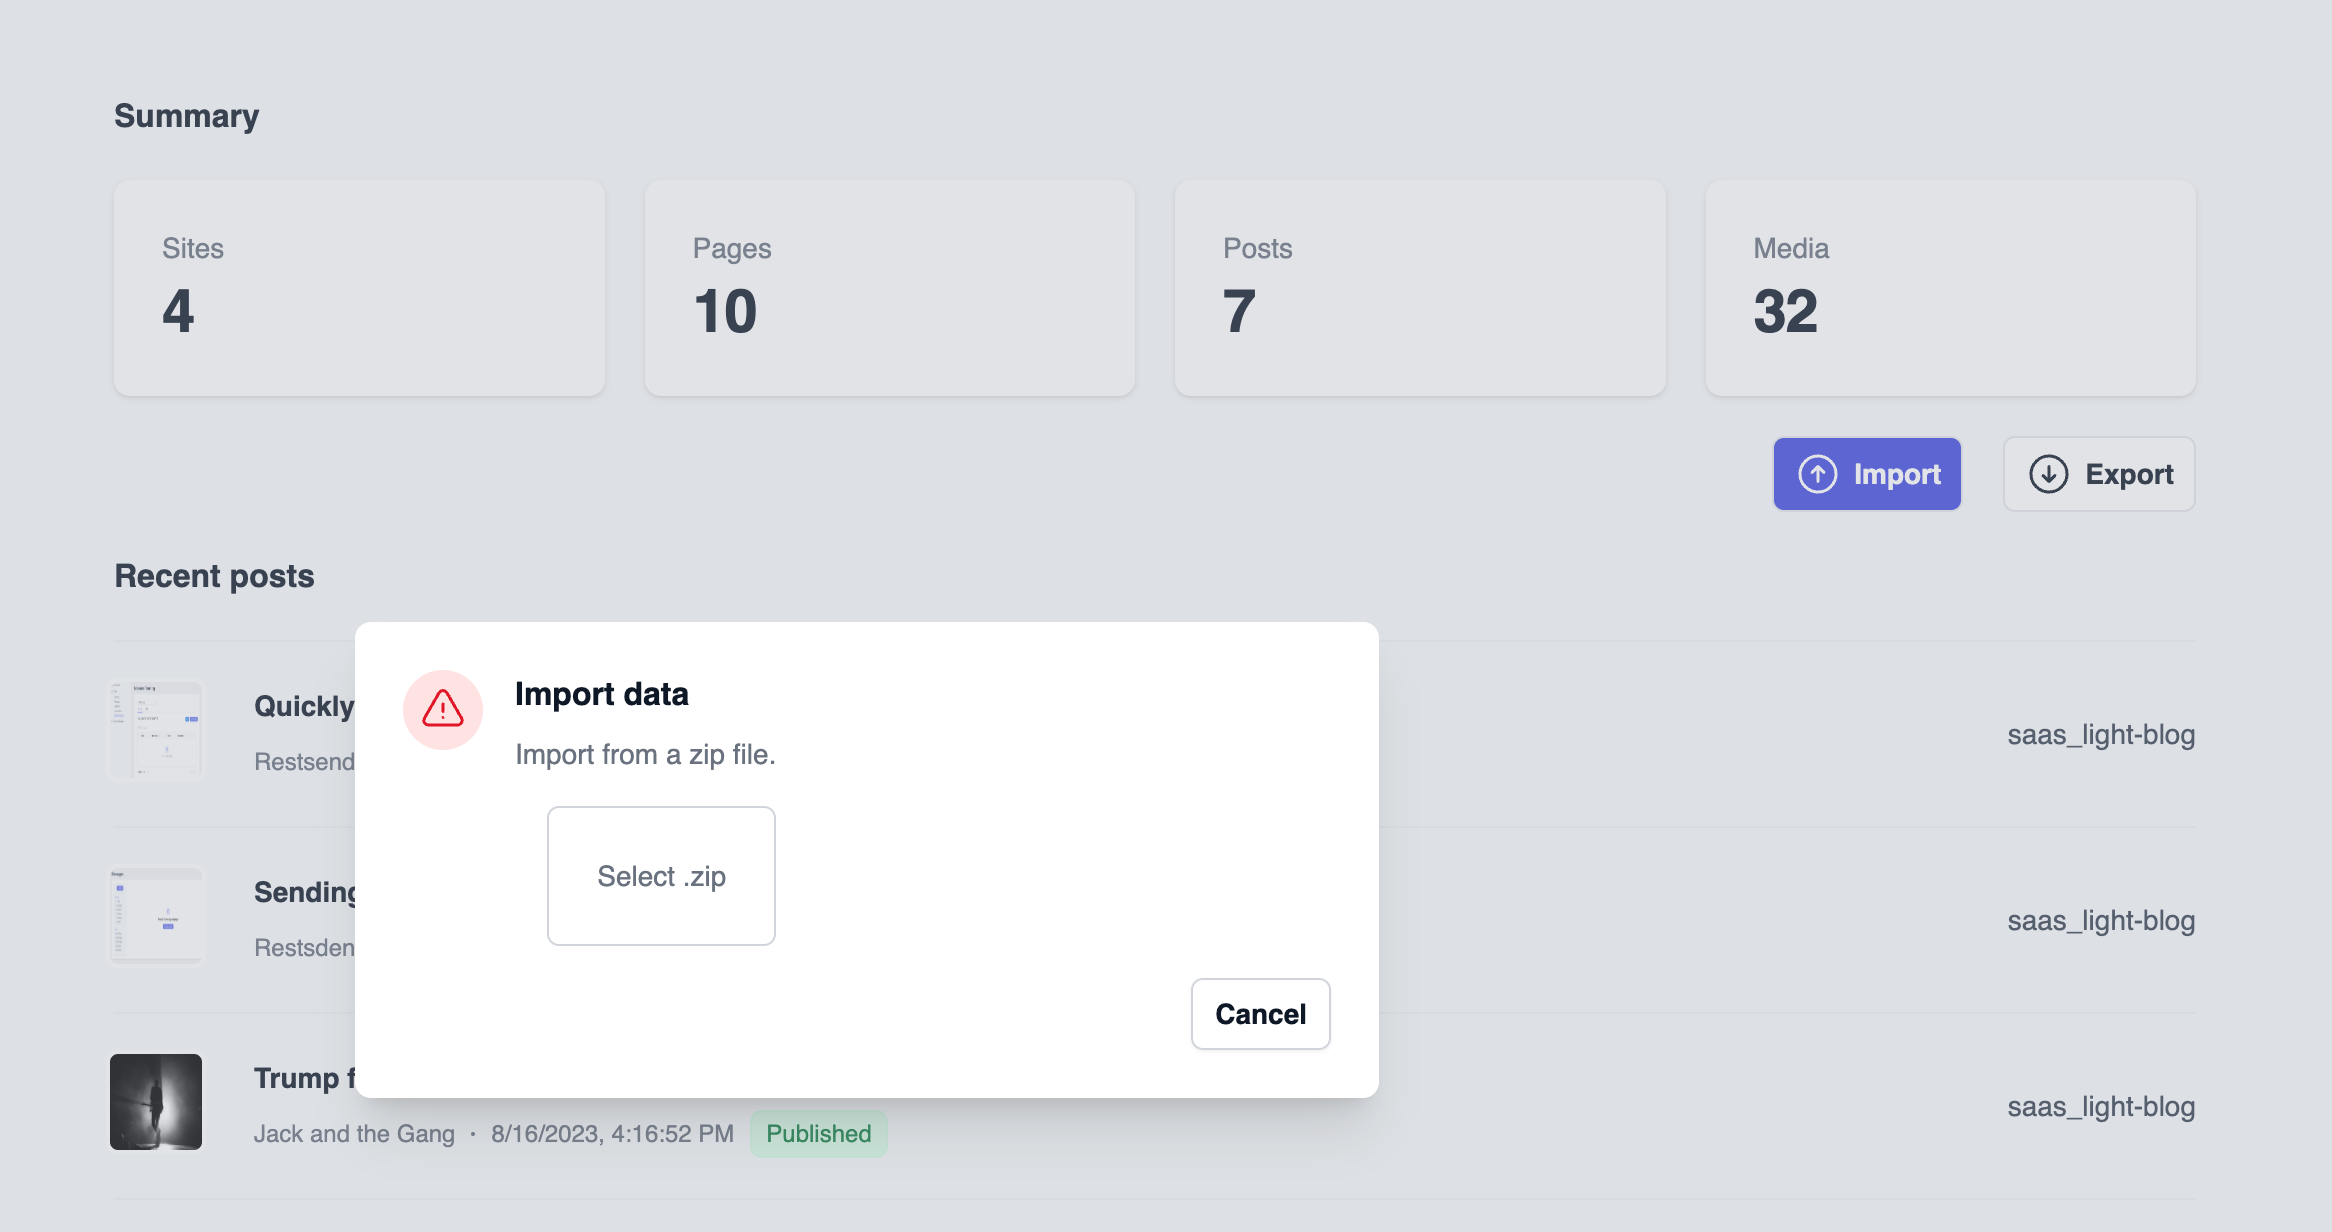 Summary
Sites
4
Pages
10
Posts
7
Media
32
Import
Export
Recent posts
Import data
Import from a zip file.
Select .zip
Cancel
Quickly
Restsend
saas_light-blog
Sending
Restsden
saas_light-blog
Trump f
Jack and the Gang · 8/16/2023, 4:16:52 PM Published
saas_light-blog